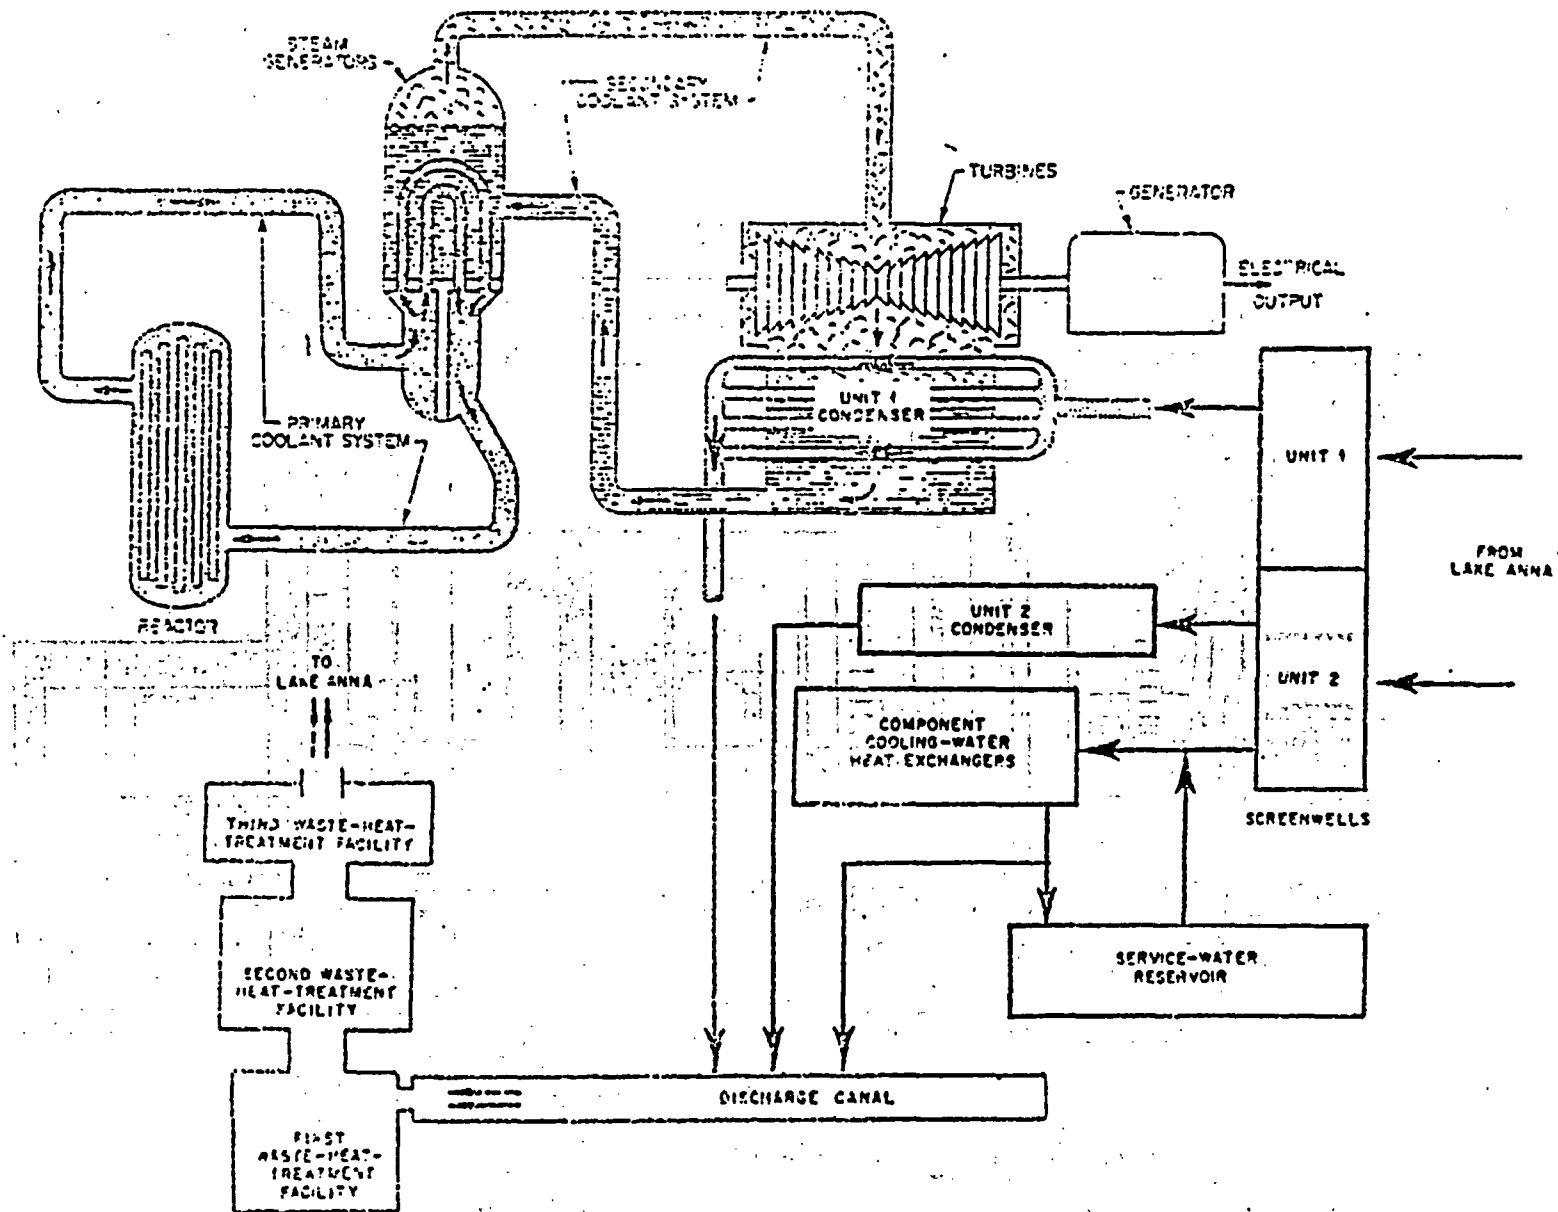 STEAM
GENERATORS
SECONDARY
COOLANT SYSTEM
TURBINES
GENERATOR
ELECTRICAL
OUTPUT
UNIT 1
CONDENSER
PRIMARY
COOLANT SYSTEM
UNIT 1
FROM
LAKE ANNA
REACTOR
UNIT 2
CONDENSER
UNIT 2
TO
LAKE ANNA
COMPONENT
COOLING-WATER
HEAT-EXCHANGERS
SCREENWELLS
THIRD WASTE-HEAT-
TREATMENT FACILITY
SERVICE-WATER
RESERVOIR
SECOND WASTE-
HEAT-TREATMENT
FACILITY
DISCHARGE CANAL
FIRST
WASTE-HEAT-
TREATMENT
FACILITY